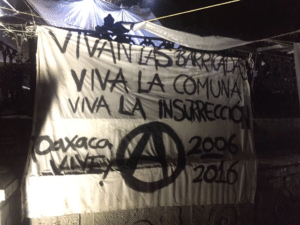 VIVAN LAS BARRICADAS
VIVA LA COMUNA
VIVA LA INSURRECCIÓN
Oaxaca 2006
VIVE! A 2016